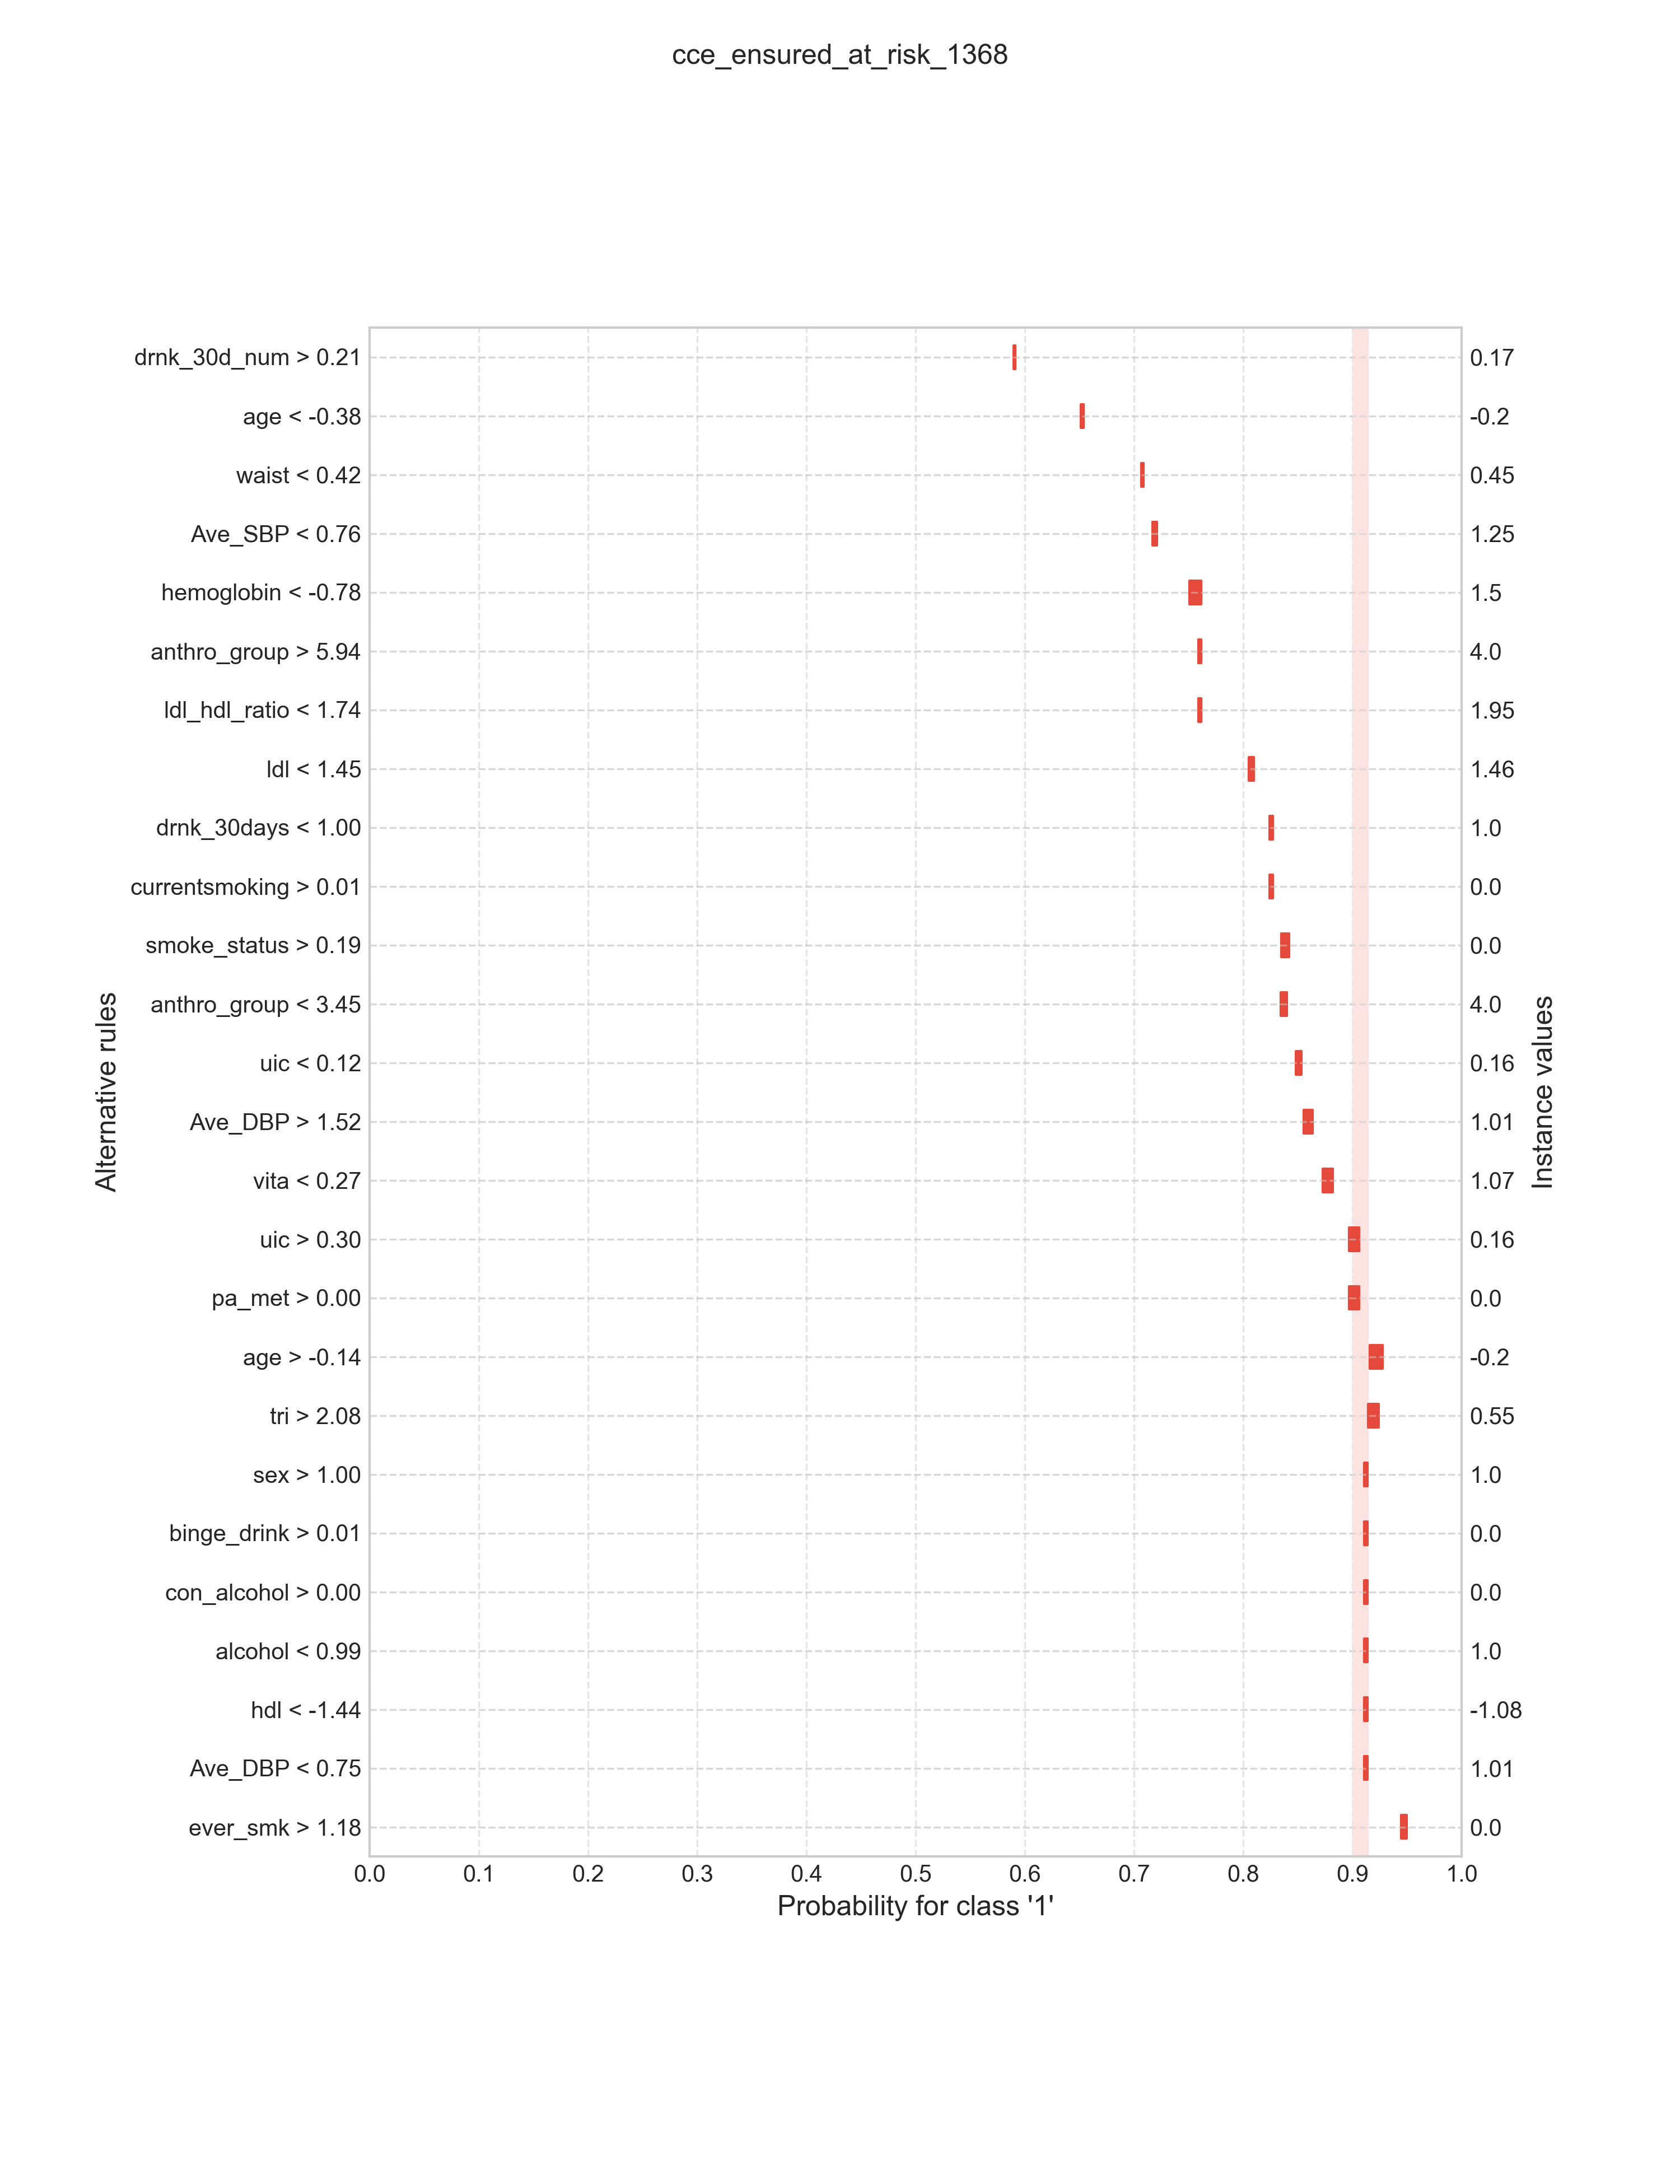 cce_ensured_at_risk_1368
drnk_30d_num > 0.21 0.17
age < -0.38 -0.2
waist < 0.42 0.45
Ave_SBP < 0.76 1.25
hemoglobin < -0.78 1.5
anthro_group > 5.94 4.0
ldl_hdl_ratio < 1.74 1.95
ldl < 1.45 1.46
drnk_30days < 1.00 1.0
currentsmoking > 0.01 0.0
smoke_status > 0.19 0.0
anthro_group < 3.45 4.0
uic < 0.12 0.16
Ave_DBP > 1.52 1.01
vita < 0.27 1.07
uic > 0.30 0.16
pa_met > 0.00 0.0
age > -0.14 -0.2
tri > 2.08 0.55
sex > 1.00 1.0
binge_drink > 0.01 0.0
con_alcohol > 0.00 0.0
alcohol < 0.99 1.0
hdl < -1.44 -1.08
Ave_DBP < 0.75 1.01
ever_smk > 1.18 0.0
Alternative rules
Instance values
0.0 0.1 0.2 0.3 0.4 0.5 0.6 0.7 0.8 0.9 1.0
Probability for class '1'